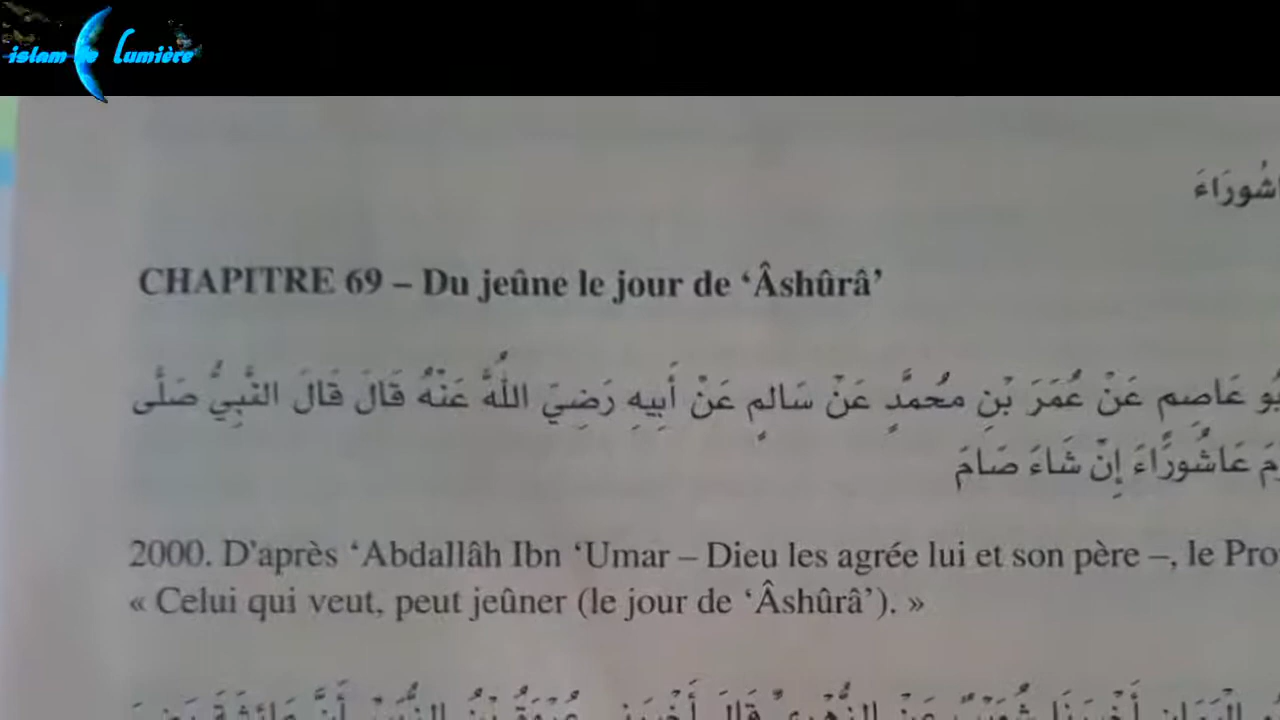 islam la Lumière
اشُورَاءَ
CHAPITRE 69 – Du jeûne le jour de ‘Âshûrâ’
عَاصِمٍ عَنْ عُمَرَ بْنِ مُحَمَّدٍ عَنْ سَالِمٍ عَنْ أَبِيهِ رَضِيَ اللَّهُ عَنْهُ قَالَ قَالَ النَّبِيُّ صَلَّى
مَ عَاشُورَاءَ إِنْ شَاءَ صَامَ
2000. D'après ‘Abdallâh Ibn ‘Umar – Dieu les agrée lui et son père –, le Pro
« Celui qui veut, peut jeûner (le jour de ‘Âshûrâ’). »